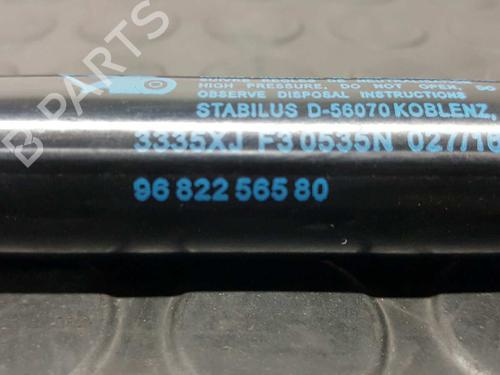 HIGH PRESSURE, DO NOT OPEN,
OBSERVE DISPOSAL INSTRUCTIONS
STABILUS D-56070 KOBLENZ,
3335XJ F3 0535N 027/16
96 822 565 80
B-PARTS